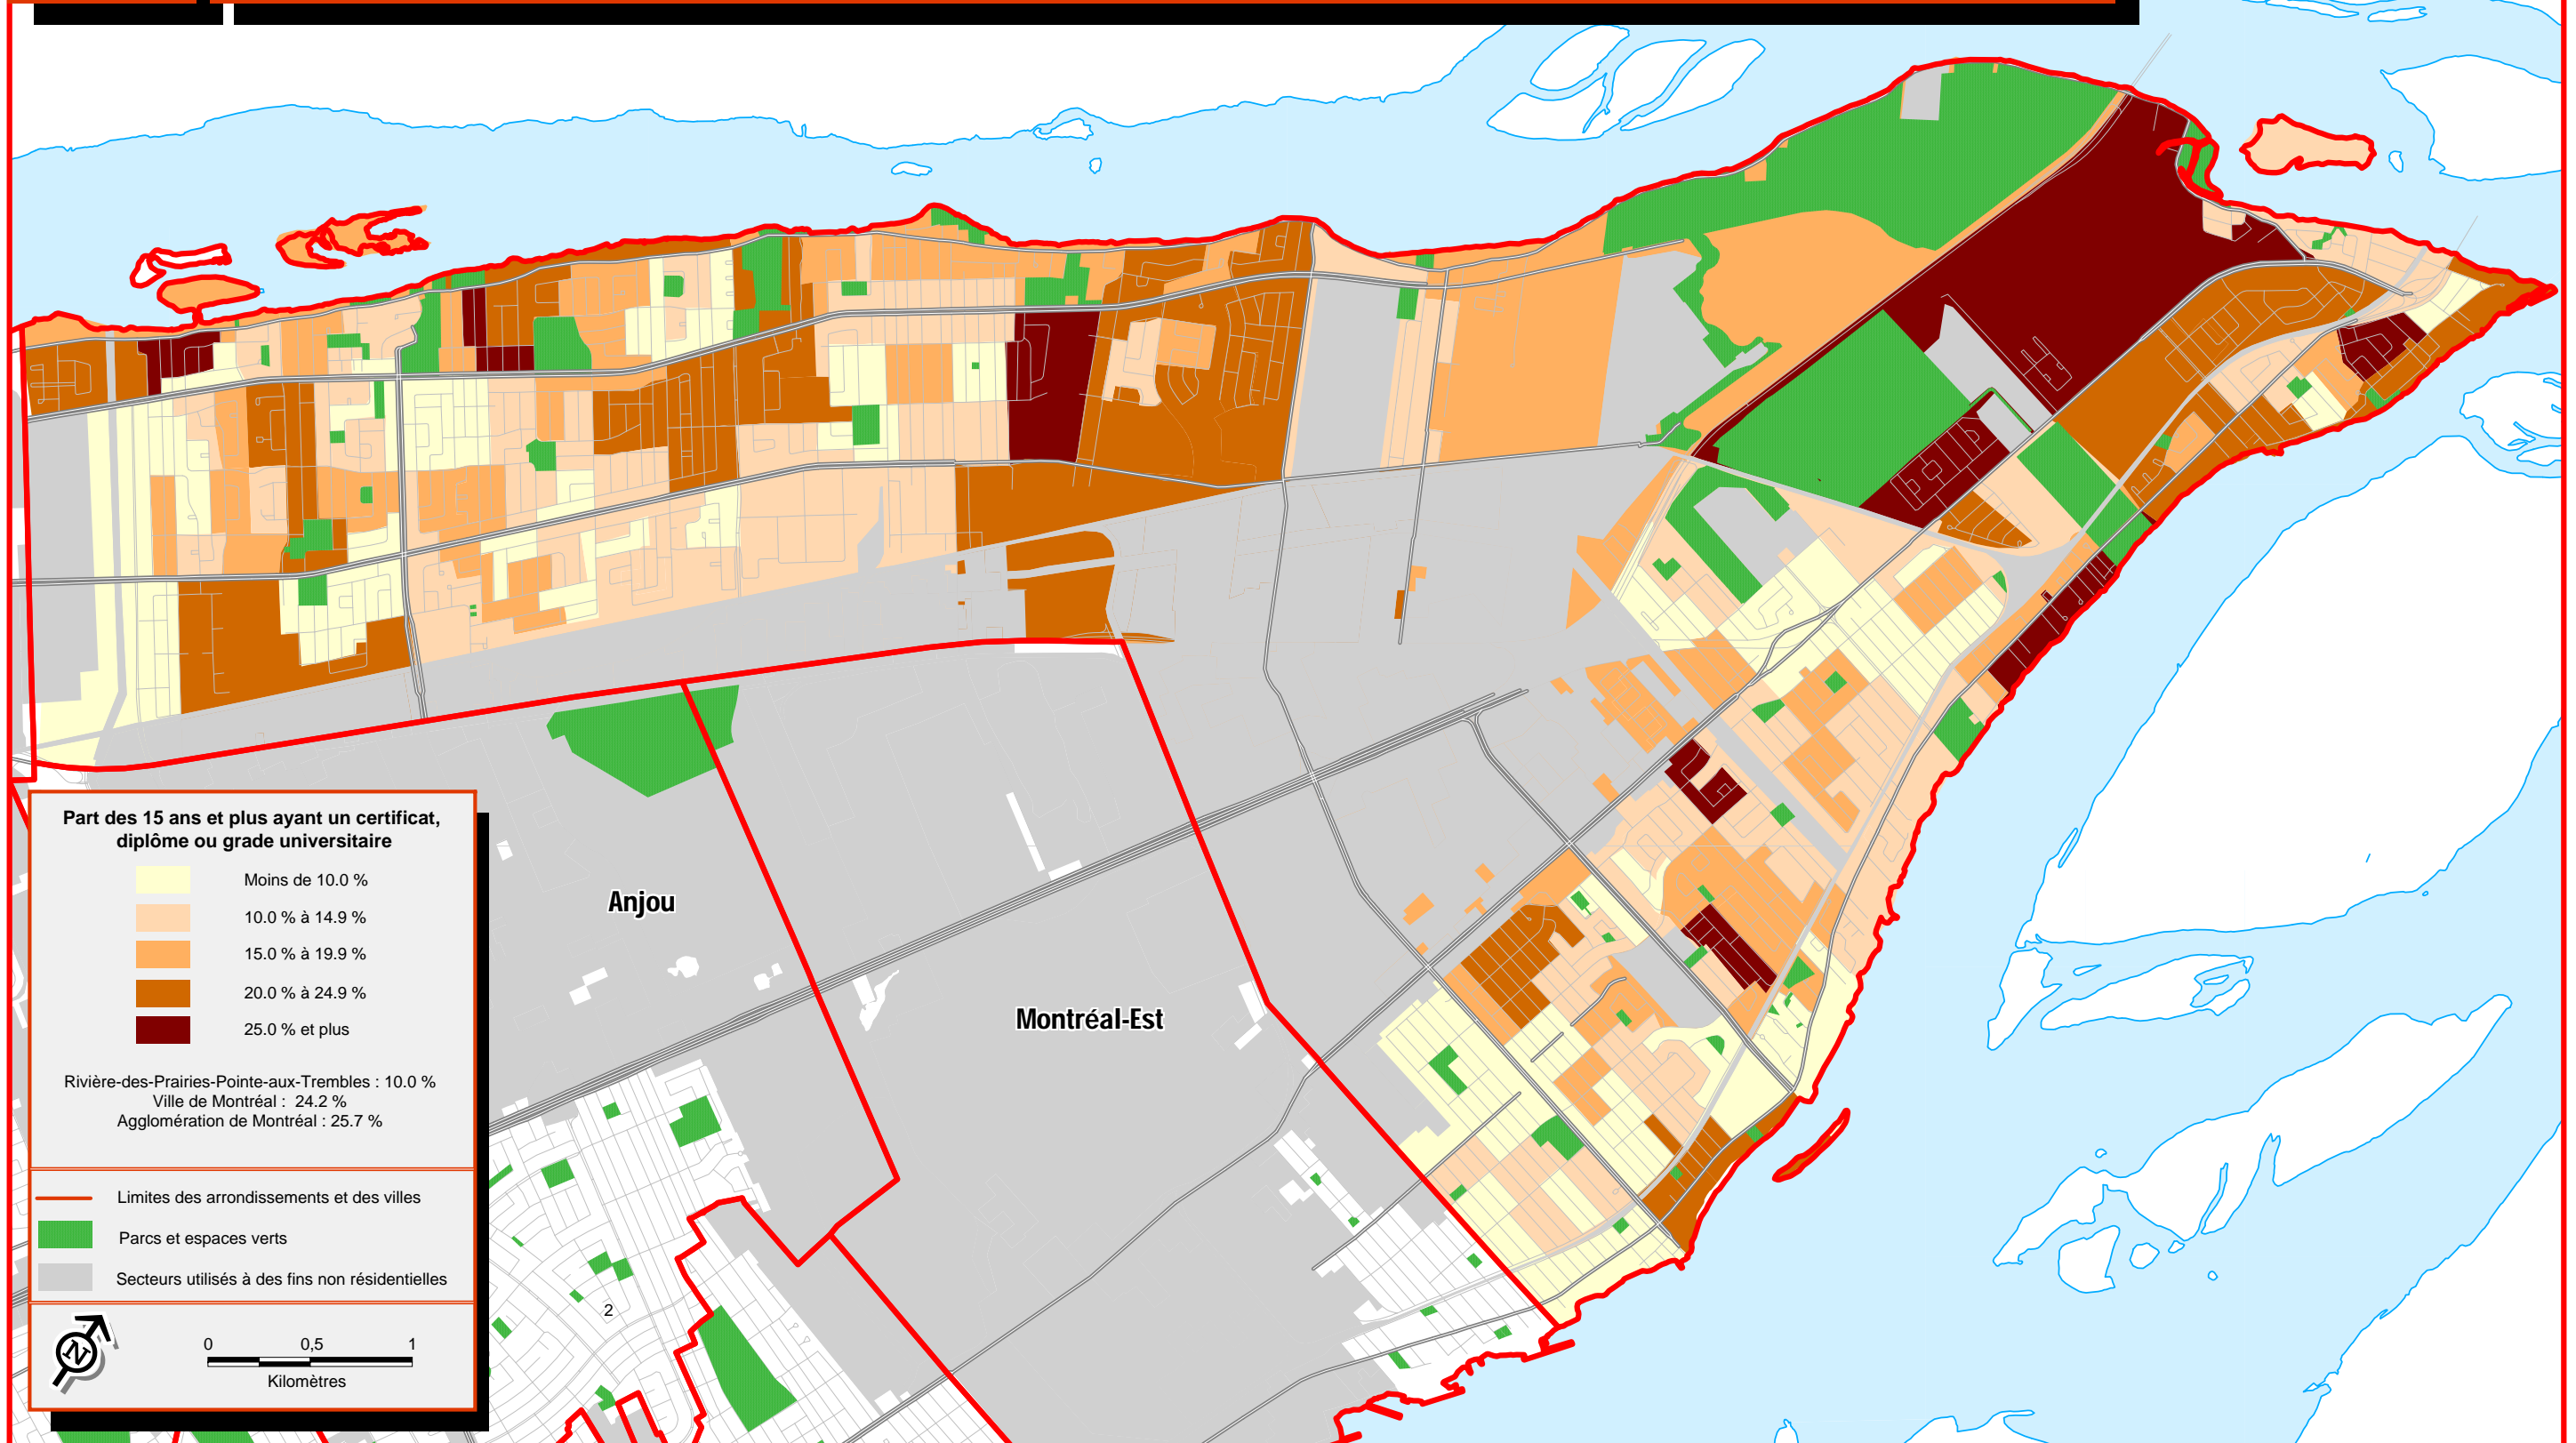 Anjou
Montréal-Est
Part des 15 ans et plus ayant un certificat,
diplôme ou grade universitaire
Moins de 10.0 %
10.0 % à 14.9 %
15.0 % à 19.9 %
20.0 % à 24.9 %
25.0 % et plus
Rivière-des-Prairies-Pointe-aux-Trembles : 10.0 %
Ville de Montréal : 24.2 %
Agglomération de Montréal : 25.7 %
Limites des arrondissements et des villes
Parcs et espaces verts
Secteurs utilisés à des fins non résidentielles
N
0 0,5 1
Kilomètres
2